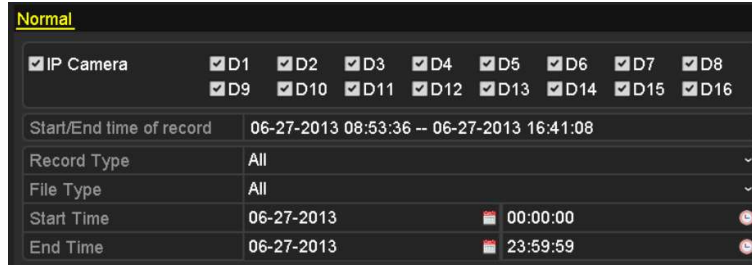 Normal
IP Camera D1 D2 D3 D4 D5 D6 D7 D8
D9 D10 D11 D12 D13 D14 D15 D16
Start/End time of record 06-27-2013 08:53:36 -- 06-27-2013 16:41:08
Record Type All
File Type All
Start Time 06-27-2013 00:00:00
End Time 06-27-2013 23:59:59